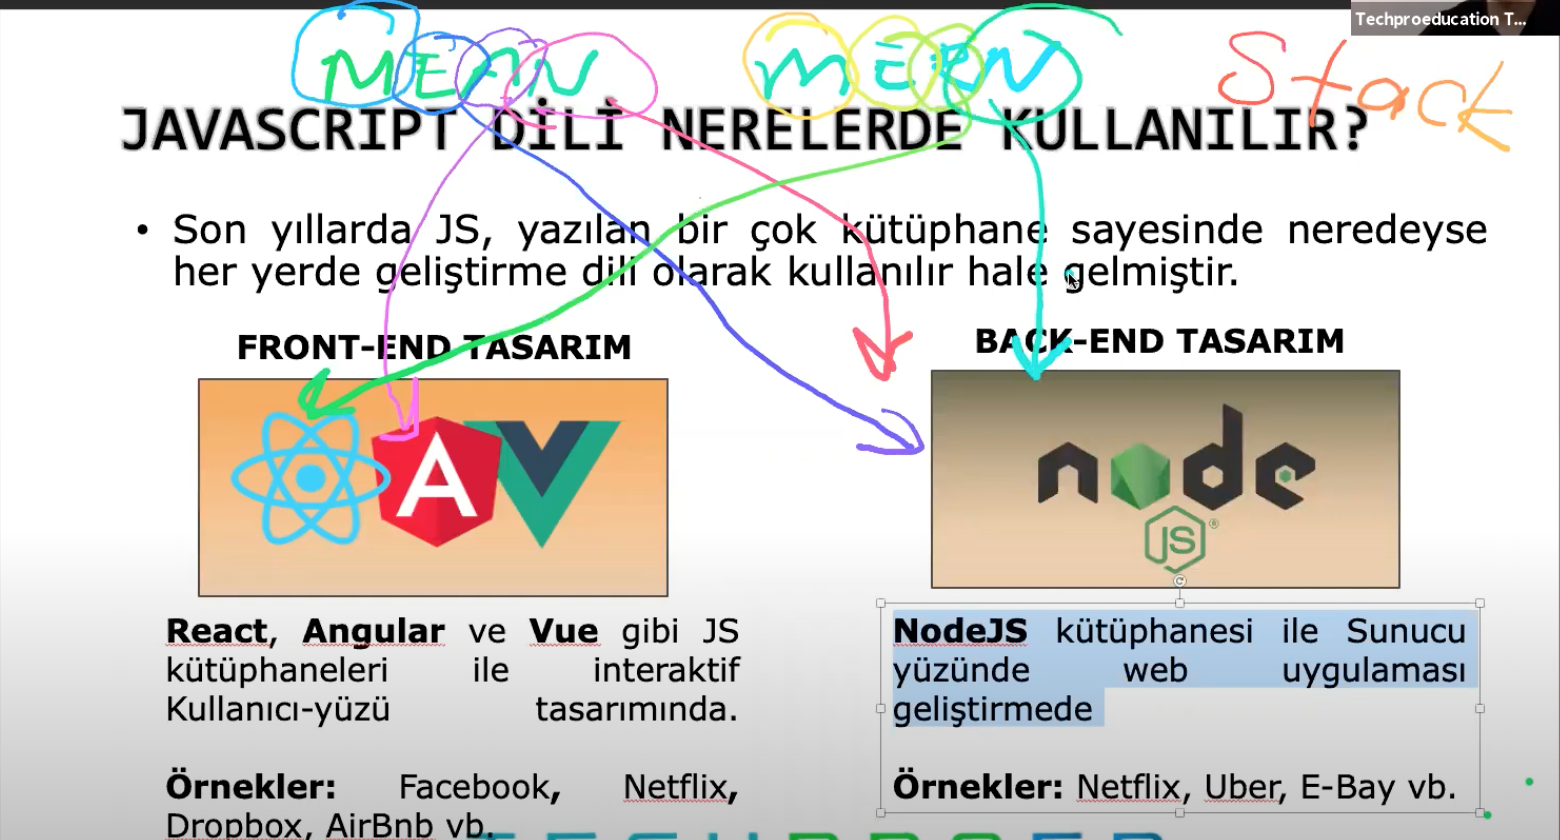 Techproeducation T...
MEAN MERN Stack
JAVASCRIPT DİLİ NERELERDE KULLANILIR?
• Son yıllarda JS, yazılan bir çok kütüphane sayesinde neredeyse
her yerde geliştirme dili olarak kullanılır hale gelmiştir.
FRONT-END TASARIM
A
React, Angular ve Vue gibi JS
kütüphaneleri ile interaktif
Kullanıcı-yüzü tasarımında.
Örnekler: Facebook, Netflix,
Dropbox, AirBnb vb.
BACK-END TASARIM
node
JS®
NodeJS kütüphanesi ile Sunucu
yüzünde web uygulaması
geliştirmede
Örnekler: Netflix, Uber, E-Bay vb.